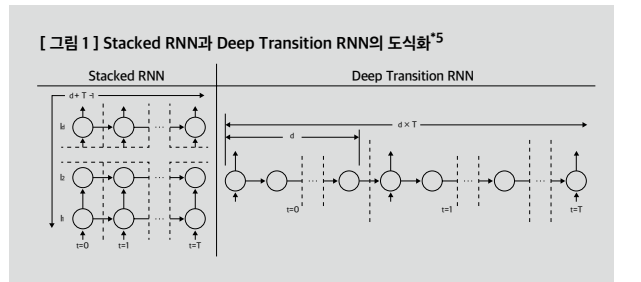 [ 그림 1 ] Stacked RNN과 Deep Transition RNN의 도식화*5
Stacked RNN
Deep Transition RNN
d + T -1
d × T
d
...
...
...
t=0
t=1
t=T
... ... ...
t=0
t=1
t=T